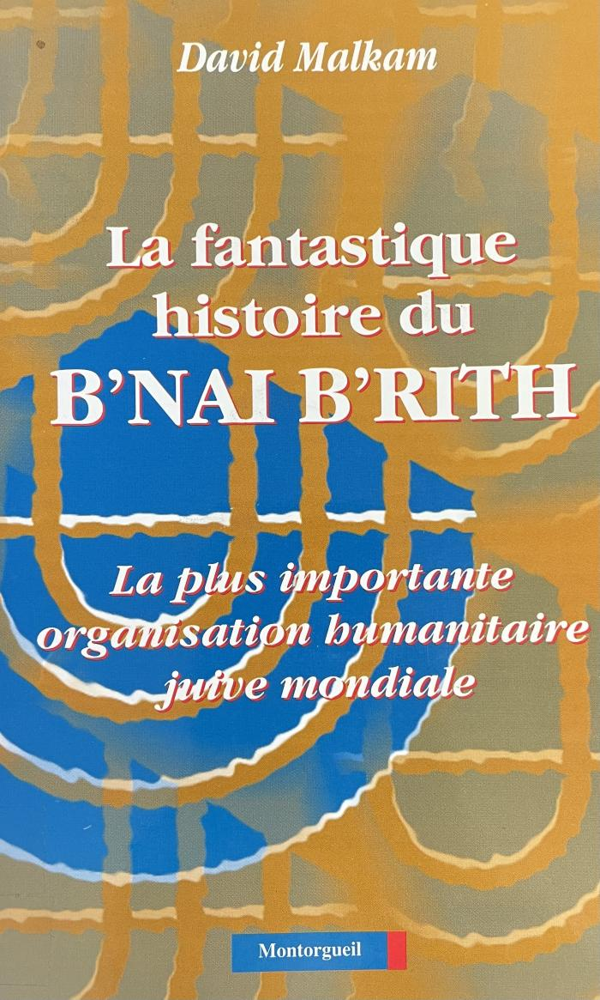 David Malkam
La fantastique
histoire du
B'NAI B'RITH
La plus importante
organisation humanitaire
juive mondiale
Montorgueil